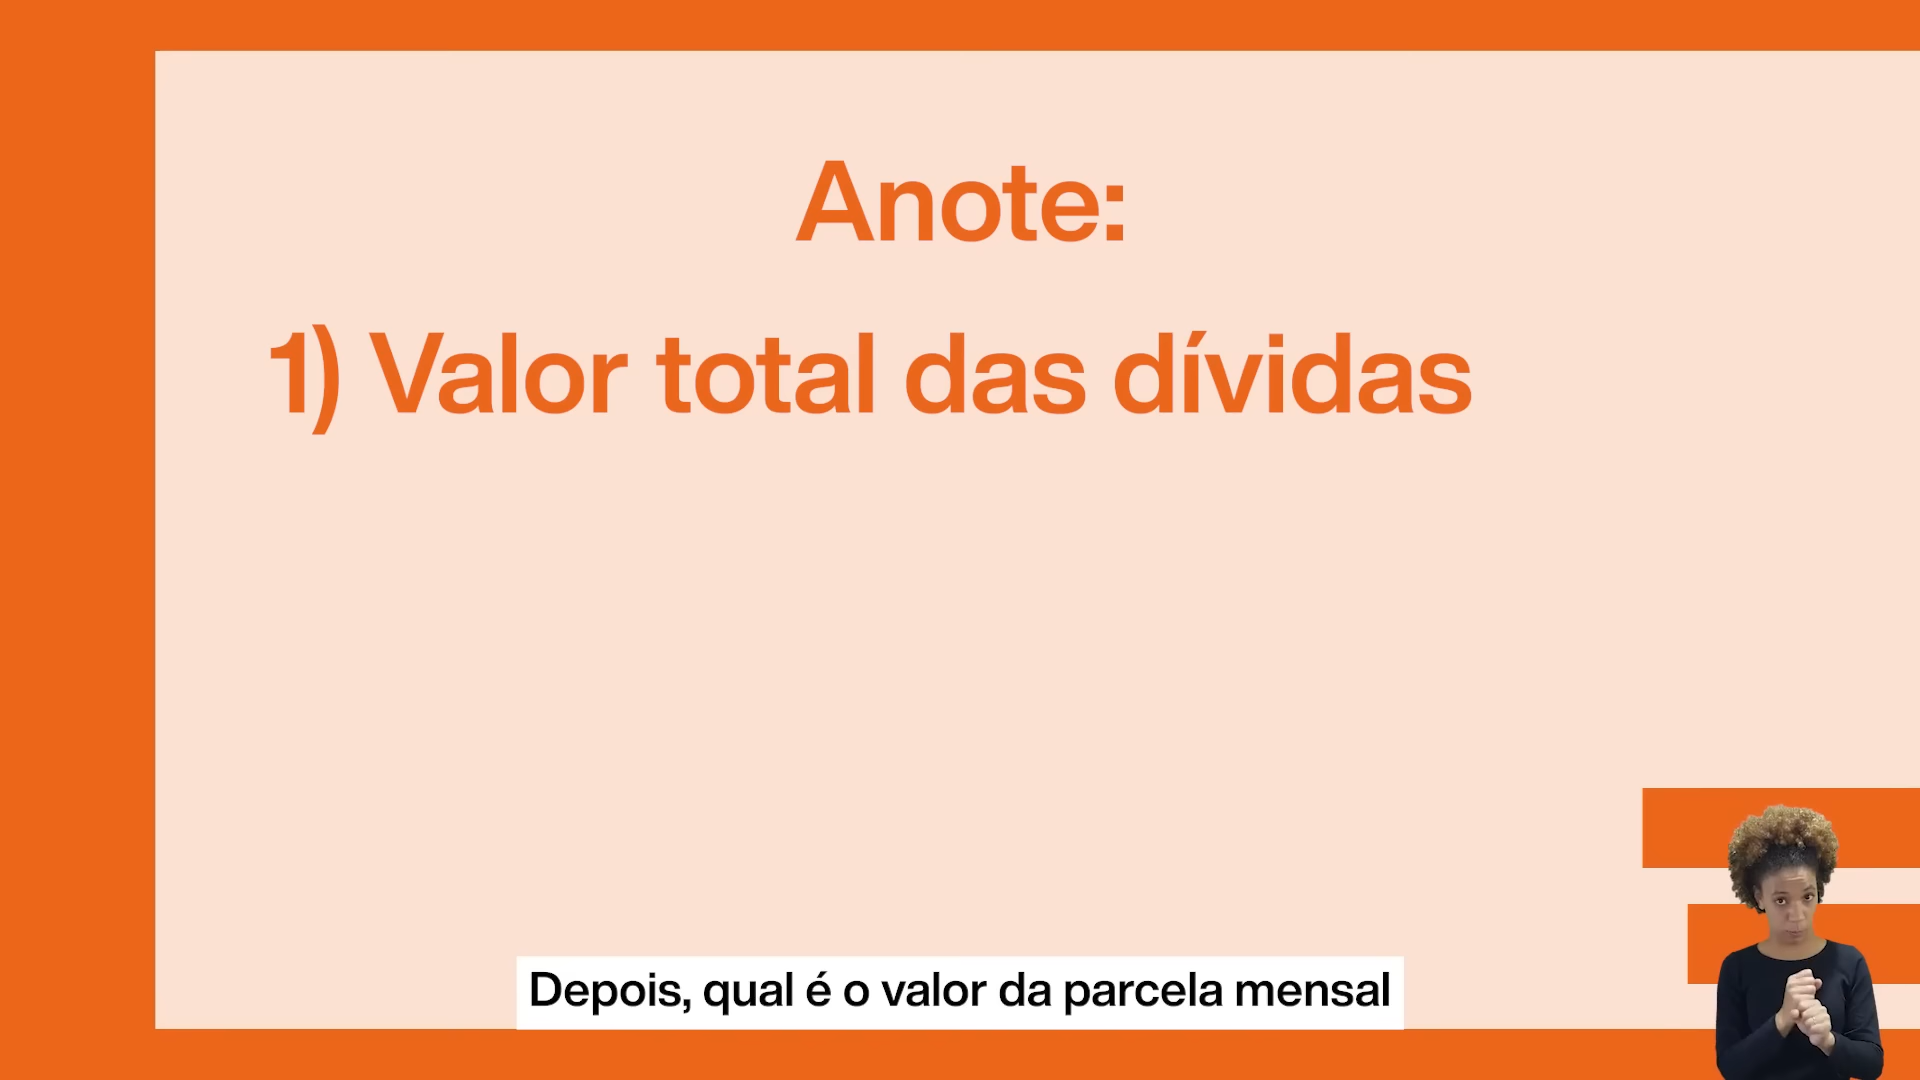 Anote:
1) Valor total das dívidas
Depois, qual é o valor da parcela mensal